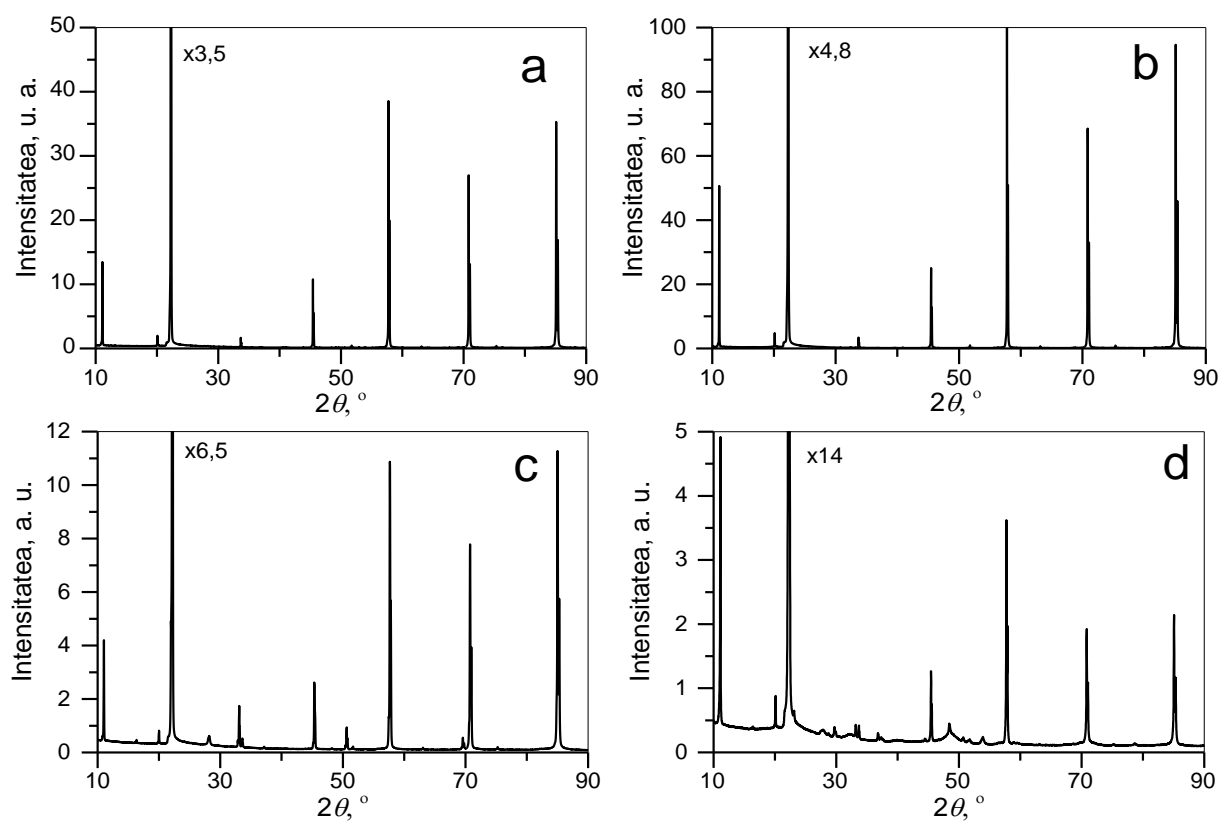 50
40
30
20
10
0
Intensitatea, u. a.
x3,5
a
10 30 50 70 90
2θ, °
100
80
60
40
20
0
Intensitatea, u. a.
x4,8
b
10 30 50 70 90
2θ, °
12
10
8
6
4
2
0
Intensitatea, a. u.
x6,5
c
10 30 50 70 90
2θ, °
5
4
3
2
1
0
Intensitatea, a. u.
x14
d
10 30 50 70 90
2θ, °